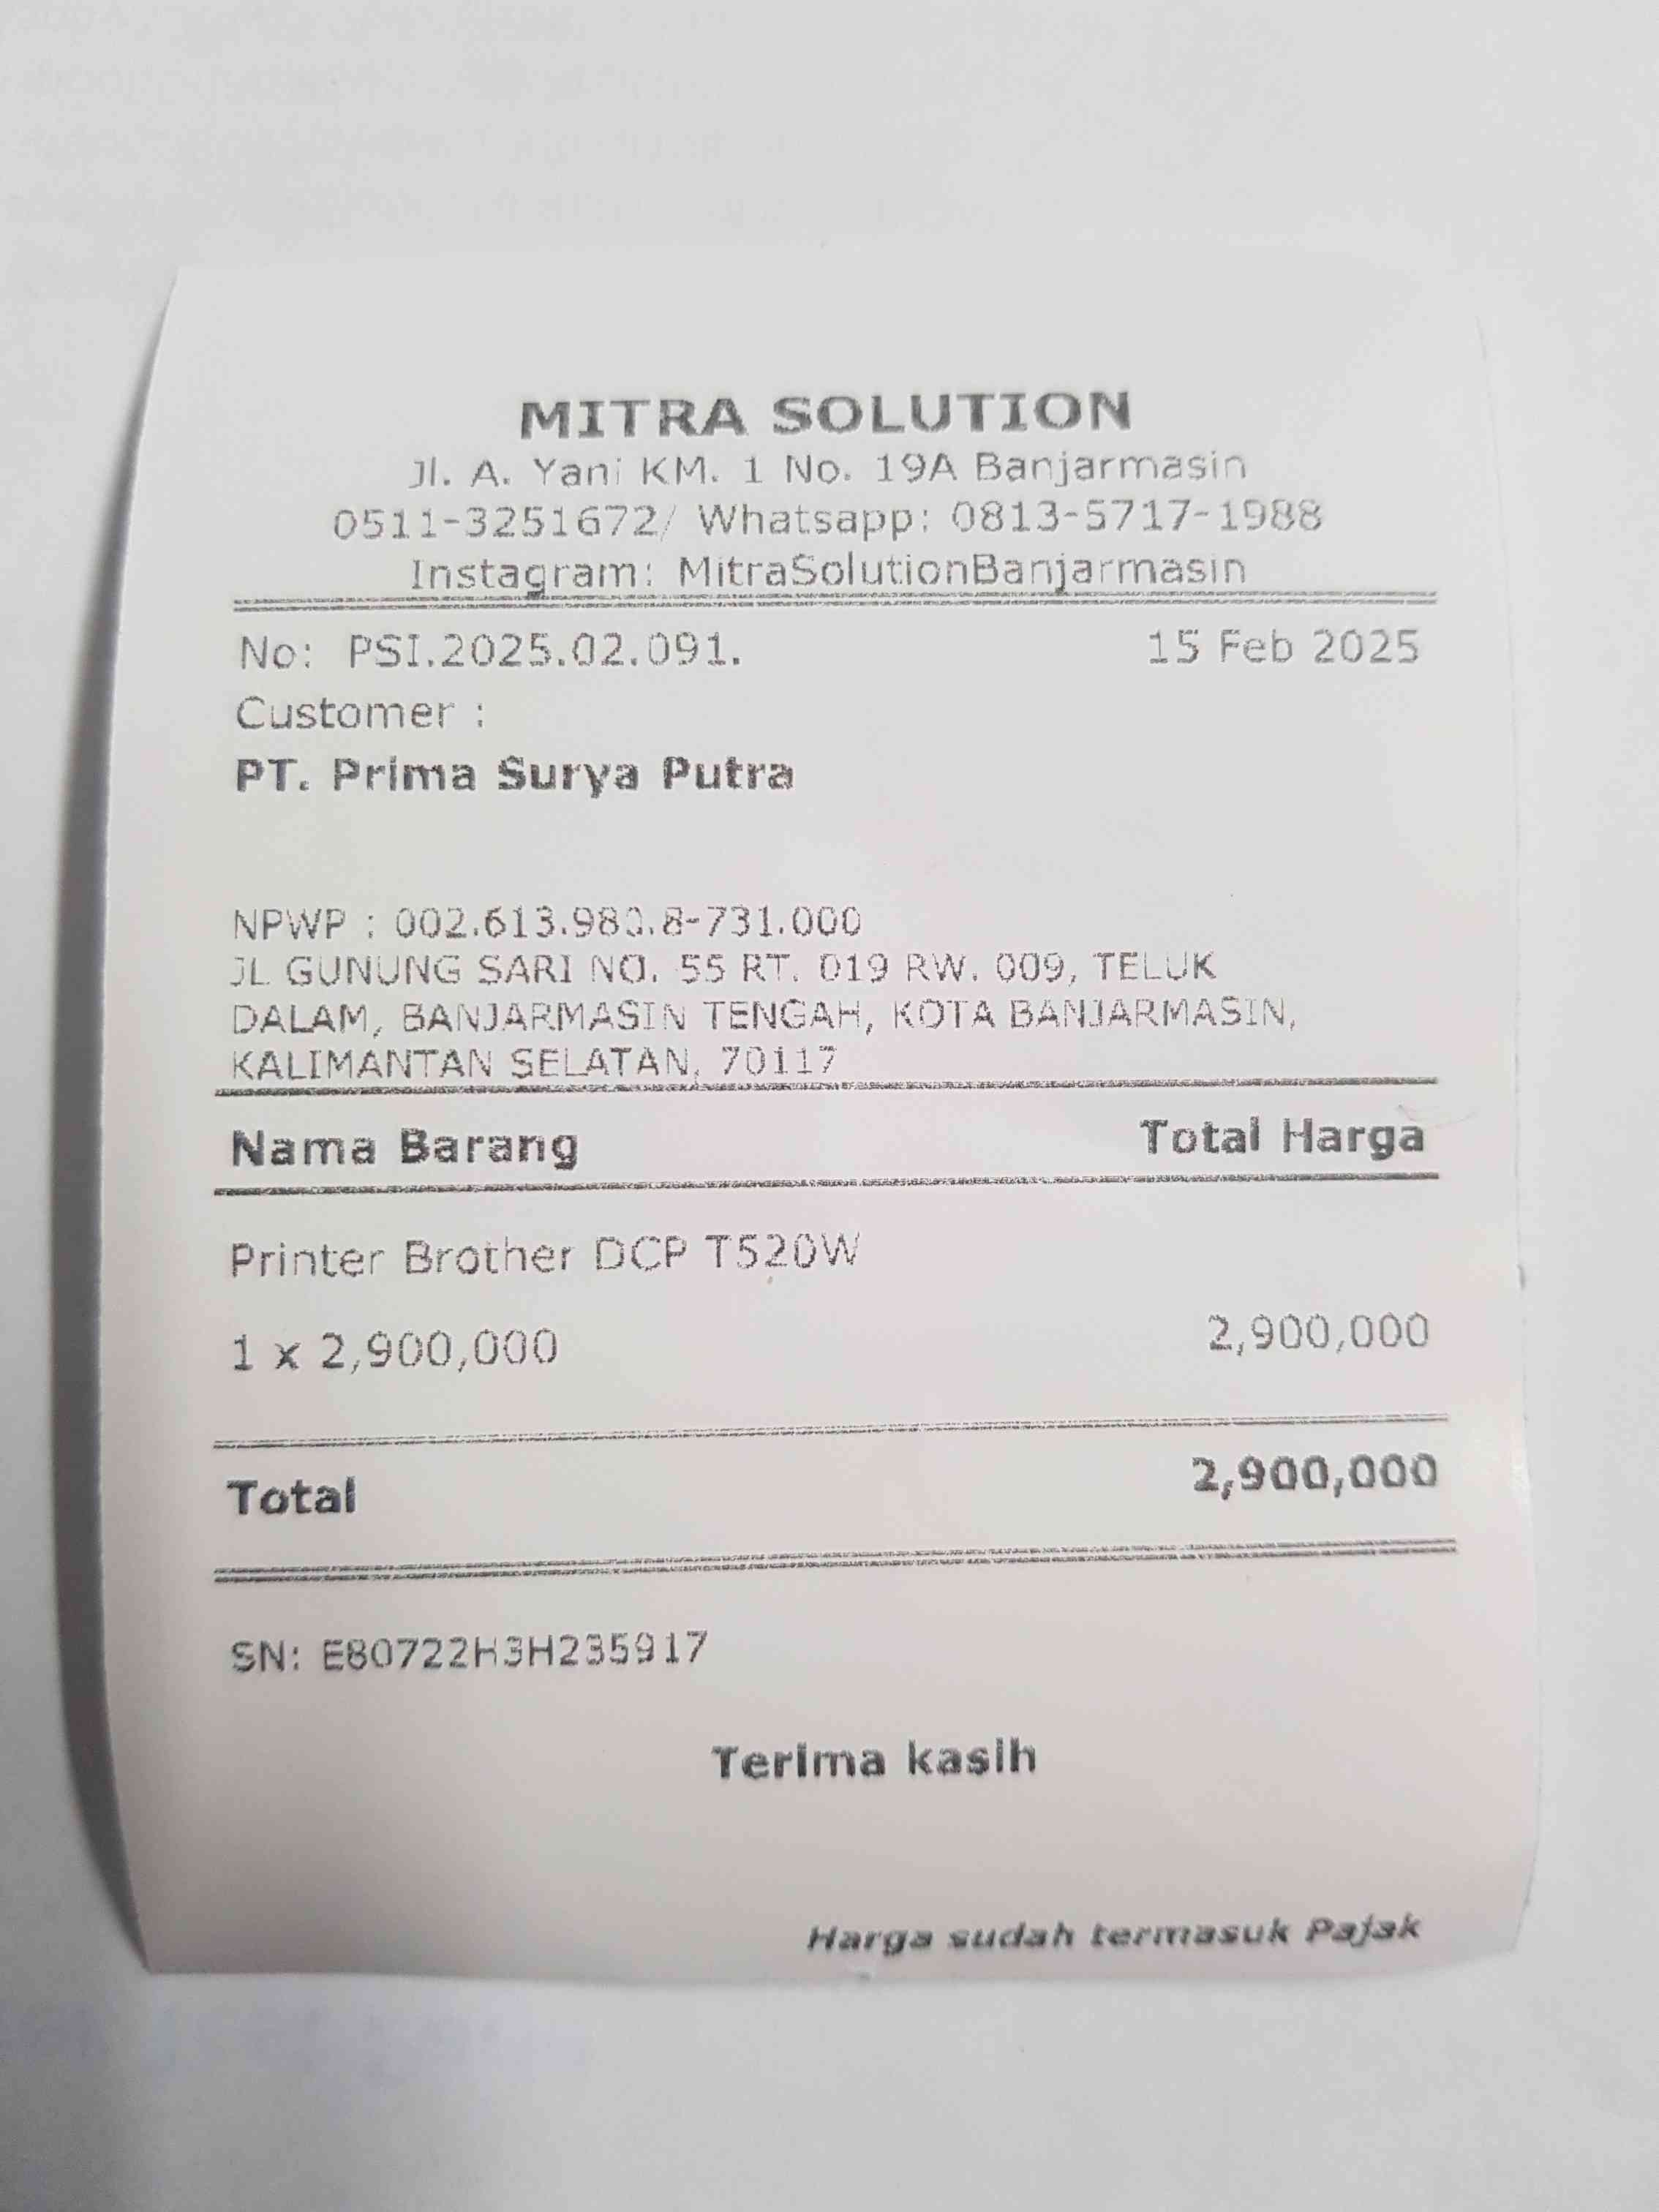 MITRA SOLUTION
Jl. A. Yani KM. 1 No. 19A Banjarmasin
0511-3251672/ Whatsapp: 0813-5717-1988
Instagram: MitraSolutionBanjarmasin
No: PSI.2025.02.091. 15 Feb 2025
Customer :
PT. Prima Surya Putra
NPWP : 002.613.980.8-731.000
JL GUNUNG SARI NO. 55 RT. 019 RW. 009, TELUK
DALAM, BANJARMASIN TENGAH, KOTA BANJARMASIN,
KALIMANTAN SELATAN, 70117
Nama Barang Total Harga
Printer Brother DCP T520W
1 x 2,900,000 2,900,000
Total 2,900,000
SN: E80722H3H235917
Terima kasih
Harga sudah termasuk Pajak